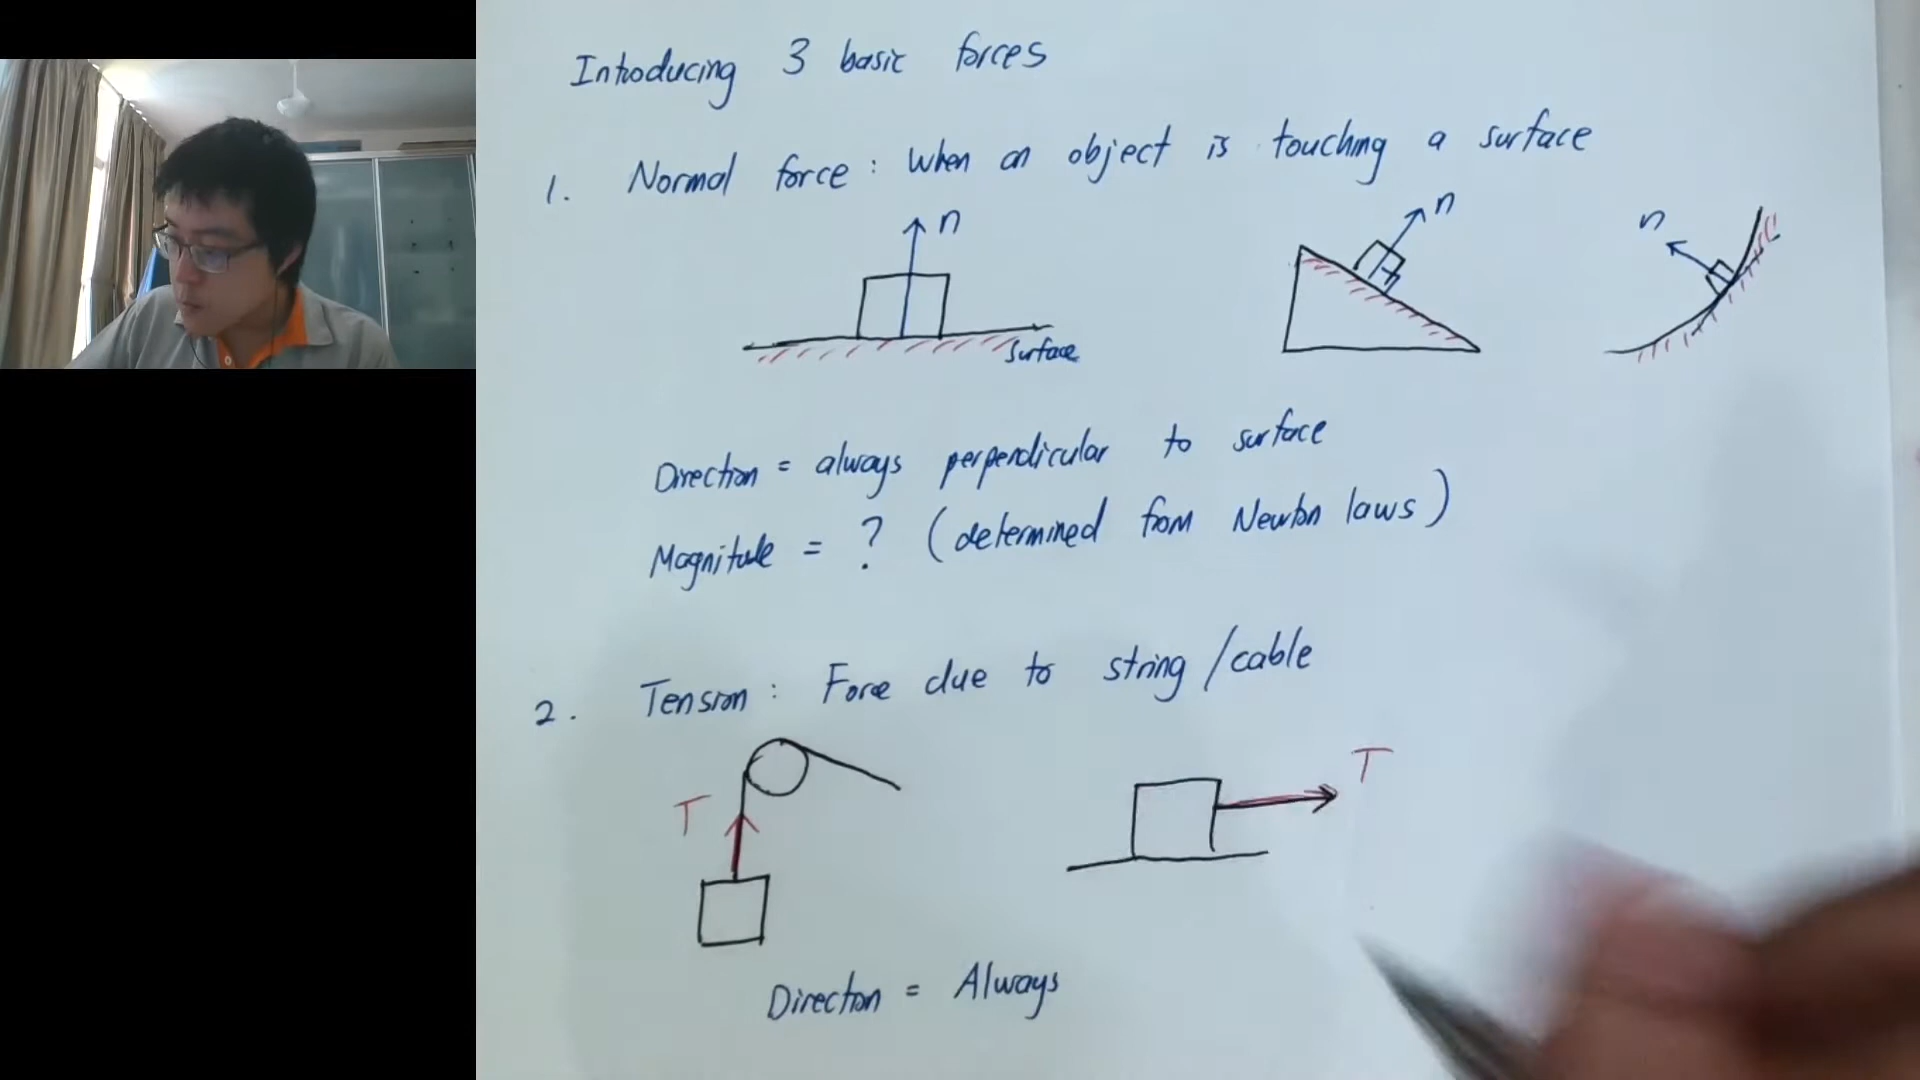 Introducing 3 basic forces
1. Normal force : When an object is touching a surface
n
n
n
surface
Direction = always perpendicular to surface
Magnitude = ? (determined from Newton laws)
2. Tension : Force due to string/cable
T
T
Direction = Always